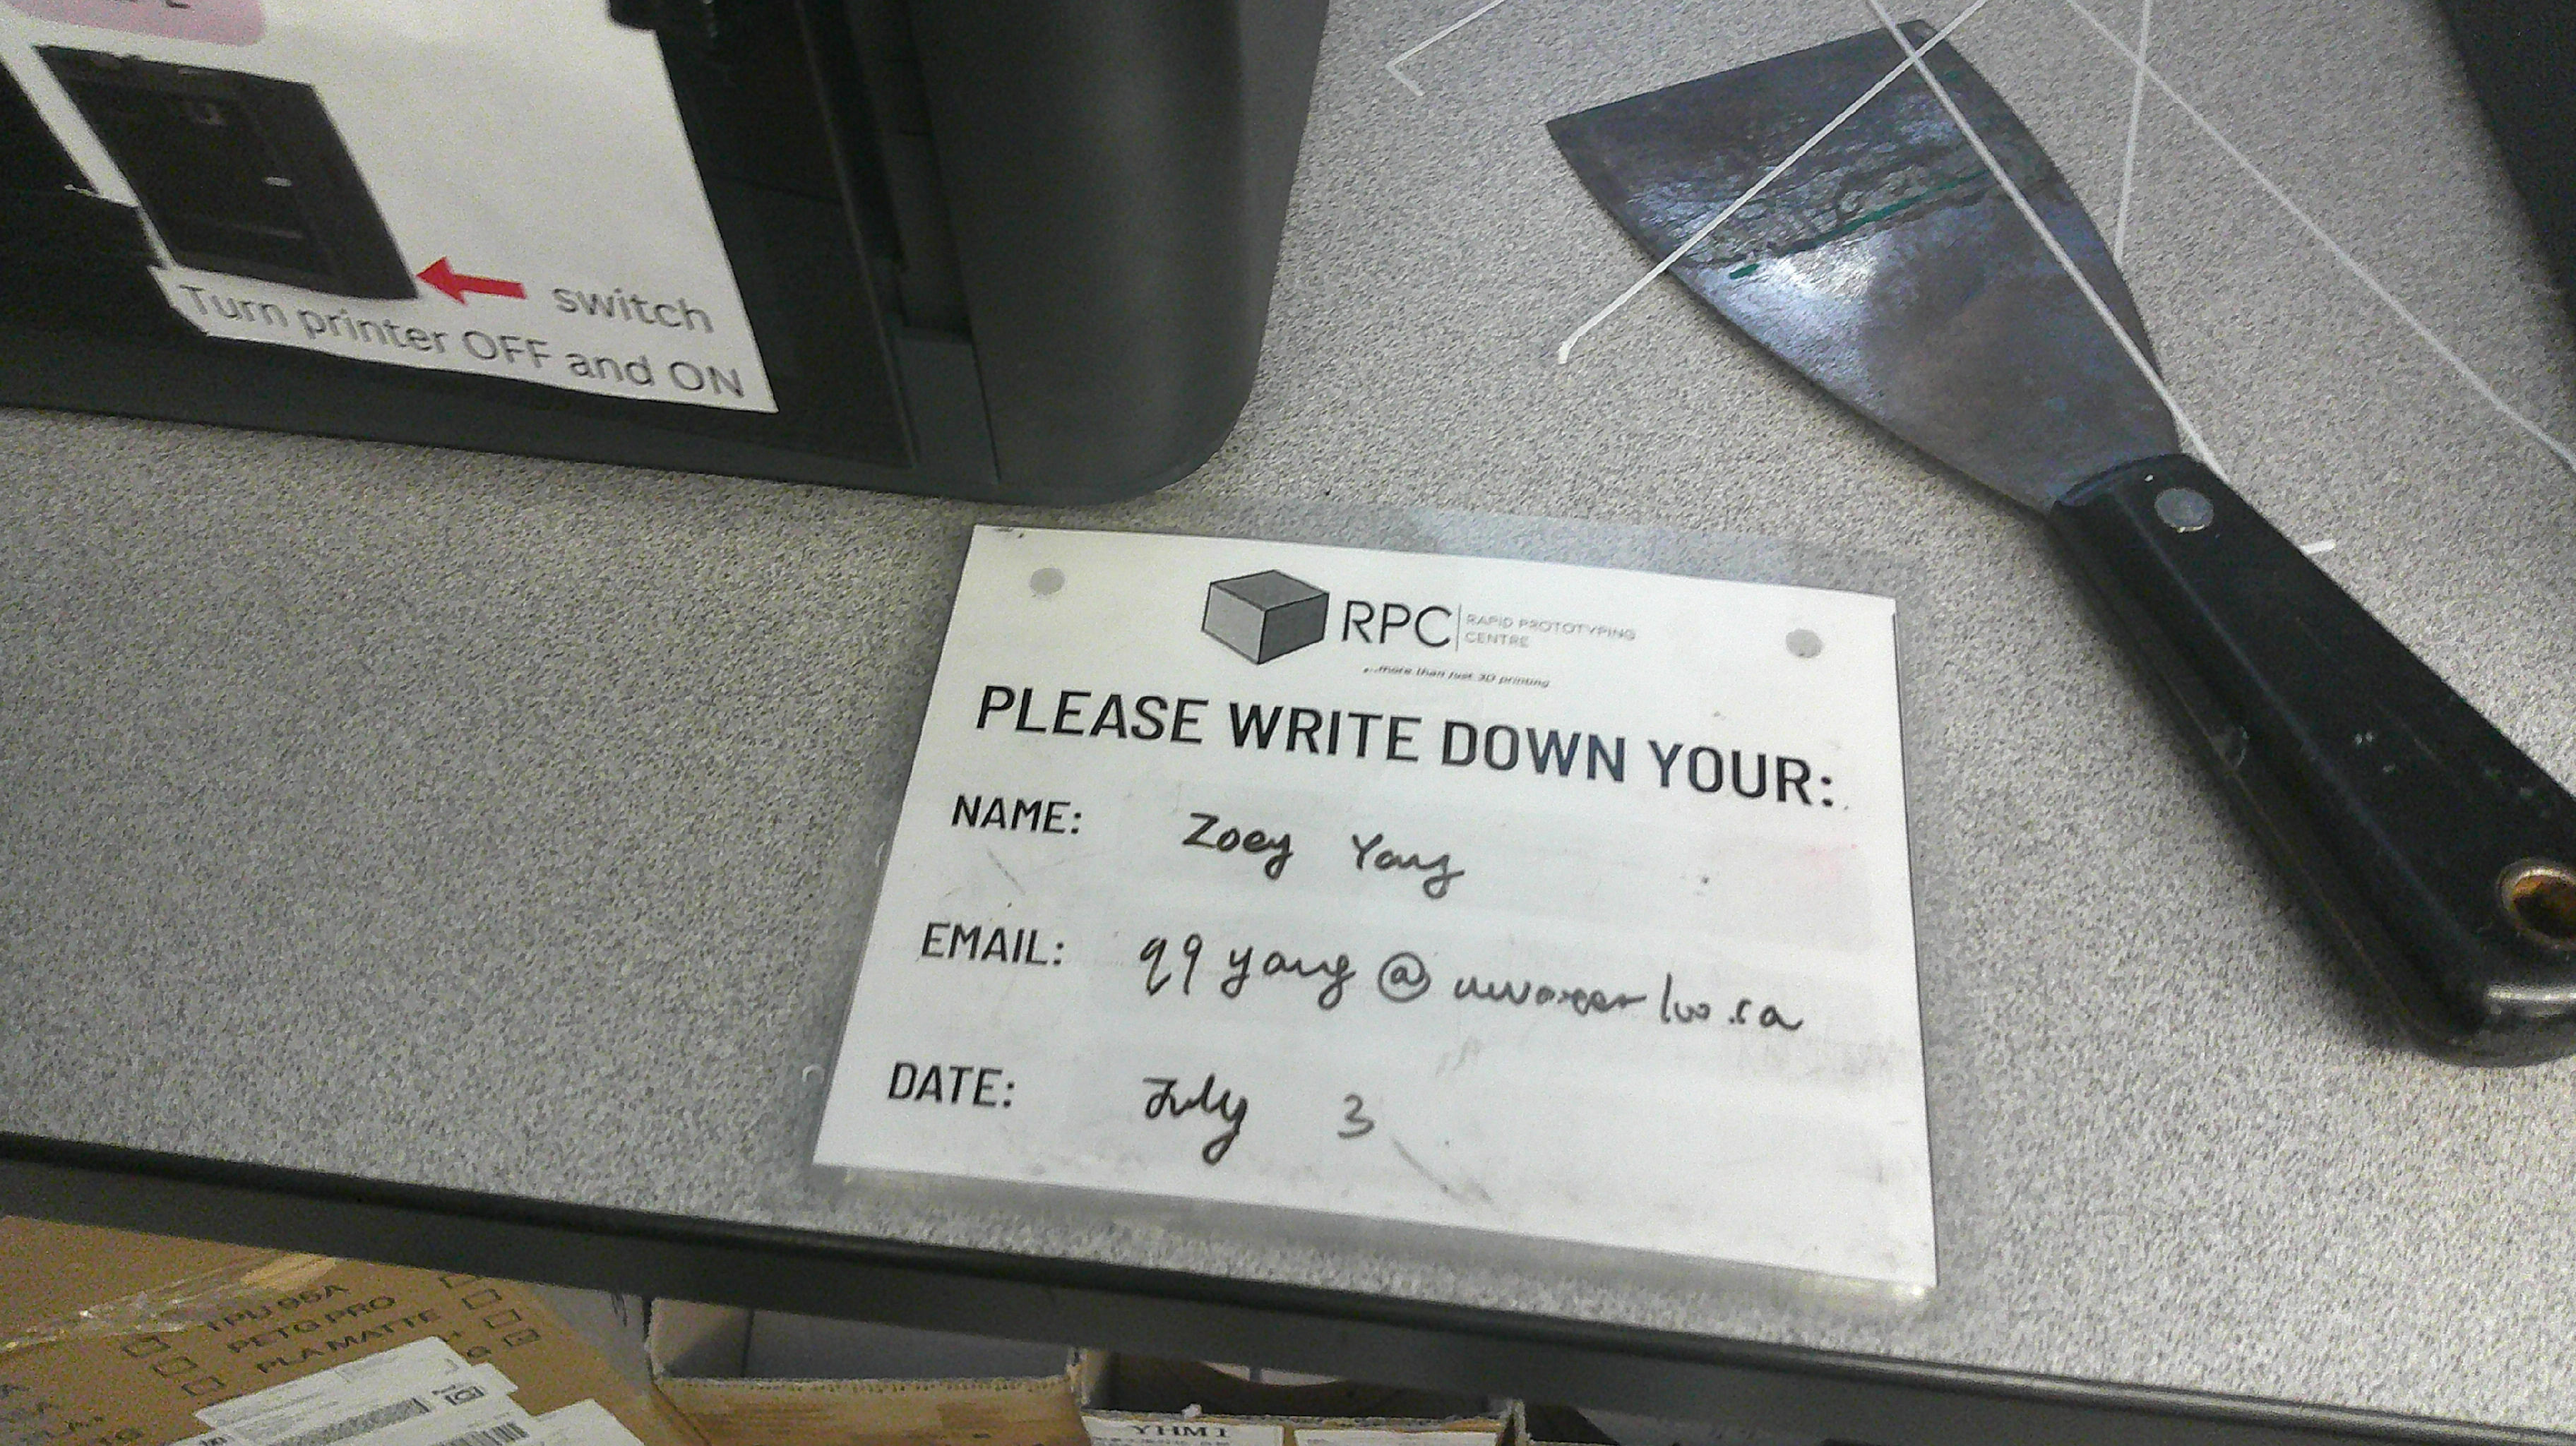 switch
Turn printer OFF and ON
RPC RAPID PROTOTYPING
CENTRE
...more than just 3D printing
PLEASE WRITE DOWN YOUR:
NAME: Zoey Yang
EMAIL: q9yang@uwaterloo.ca
DATE: July 3
TPU 95A
PETG PRO
PLA MATTE
YHM1